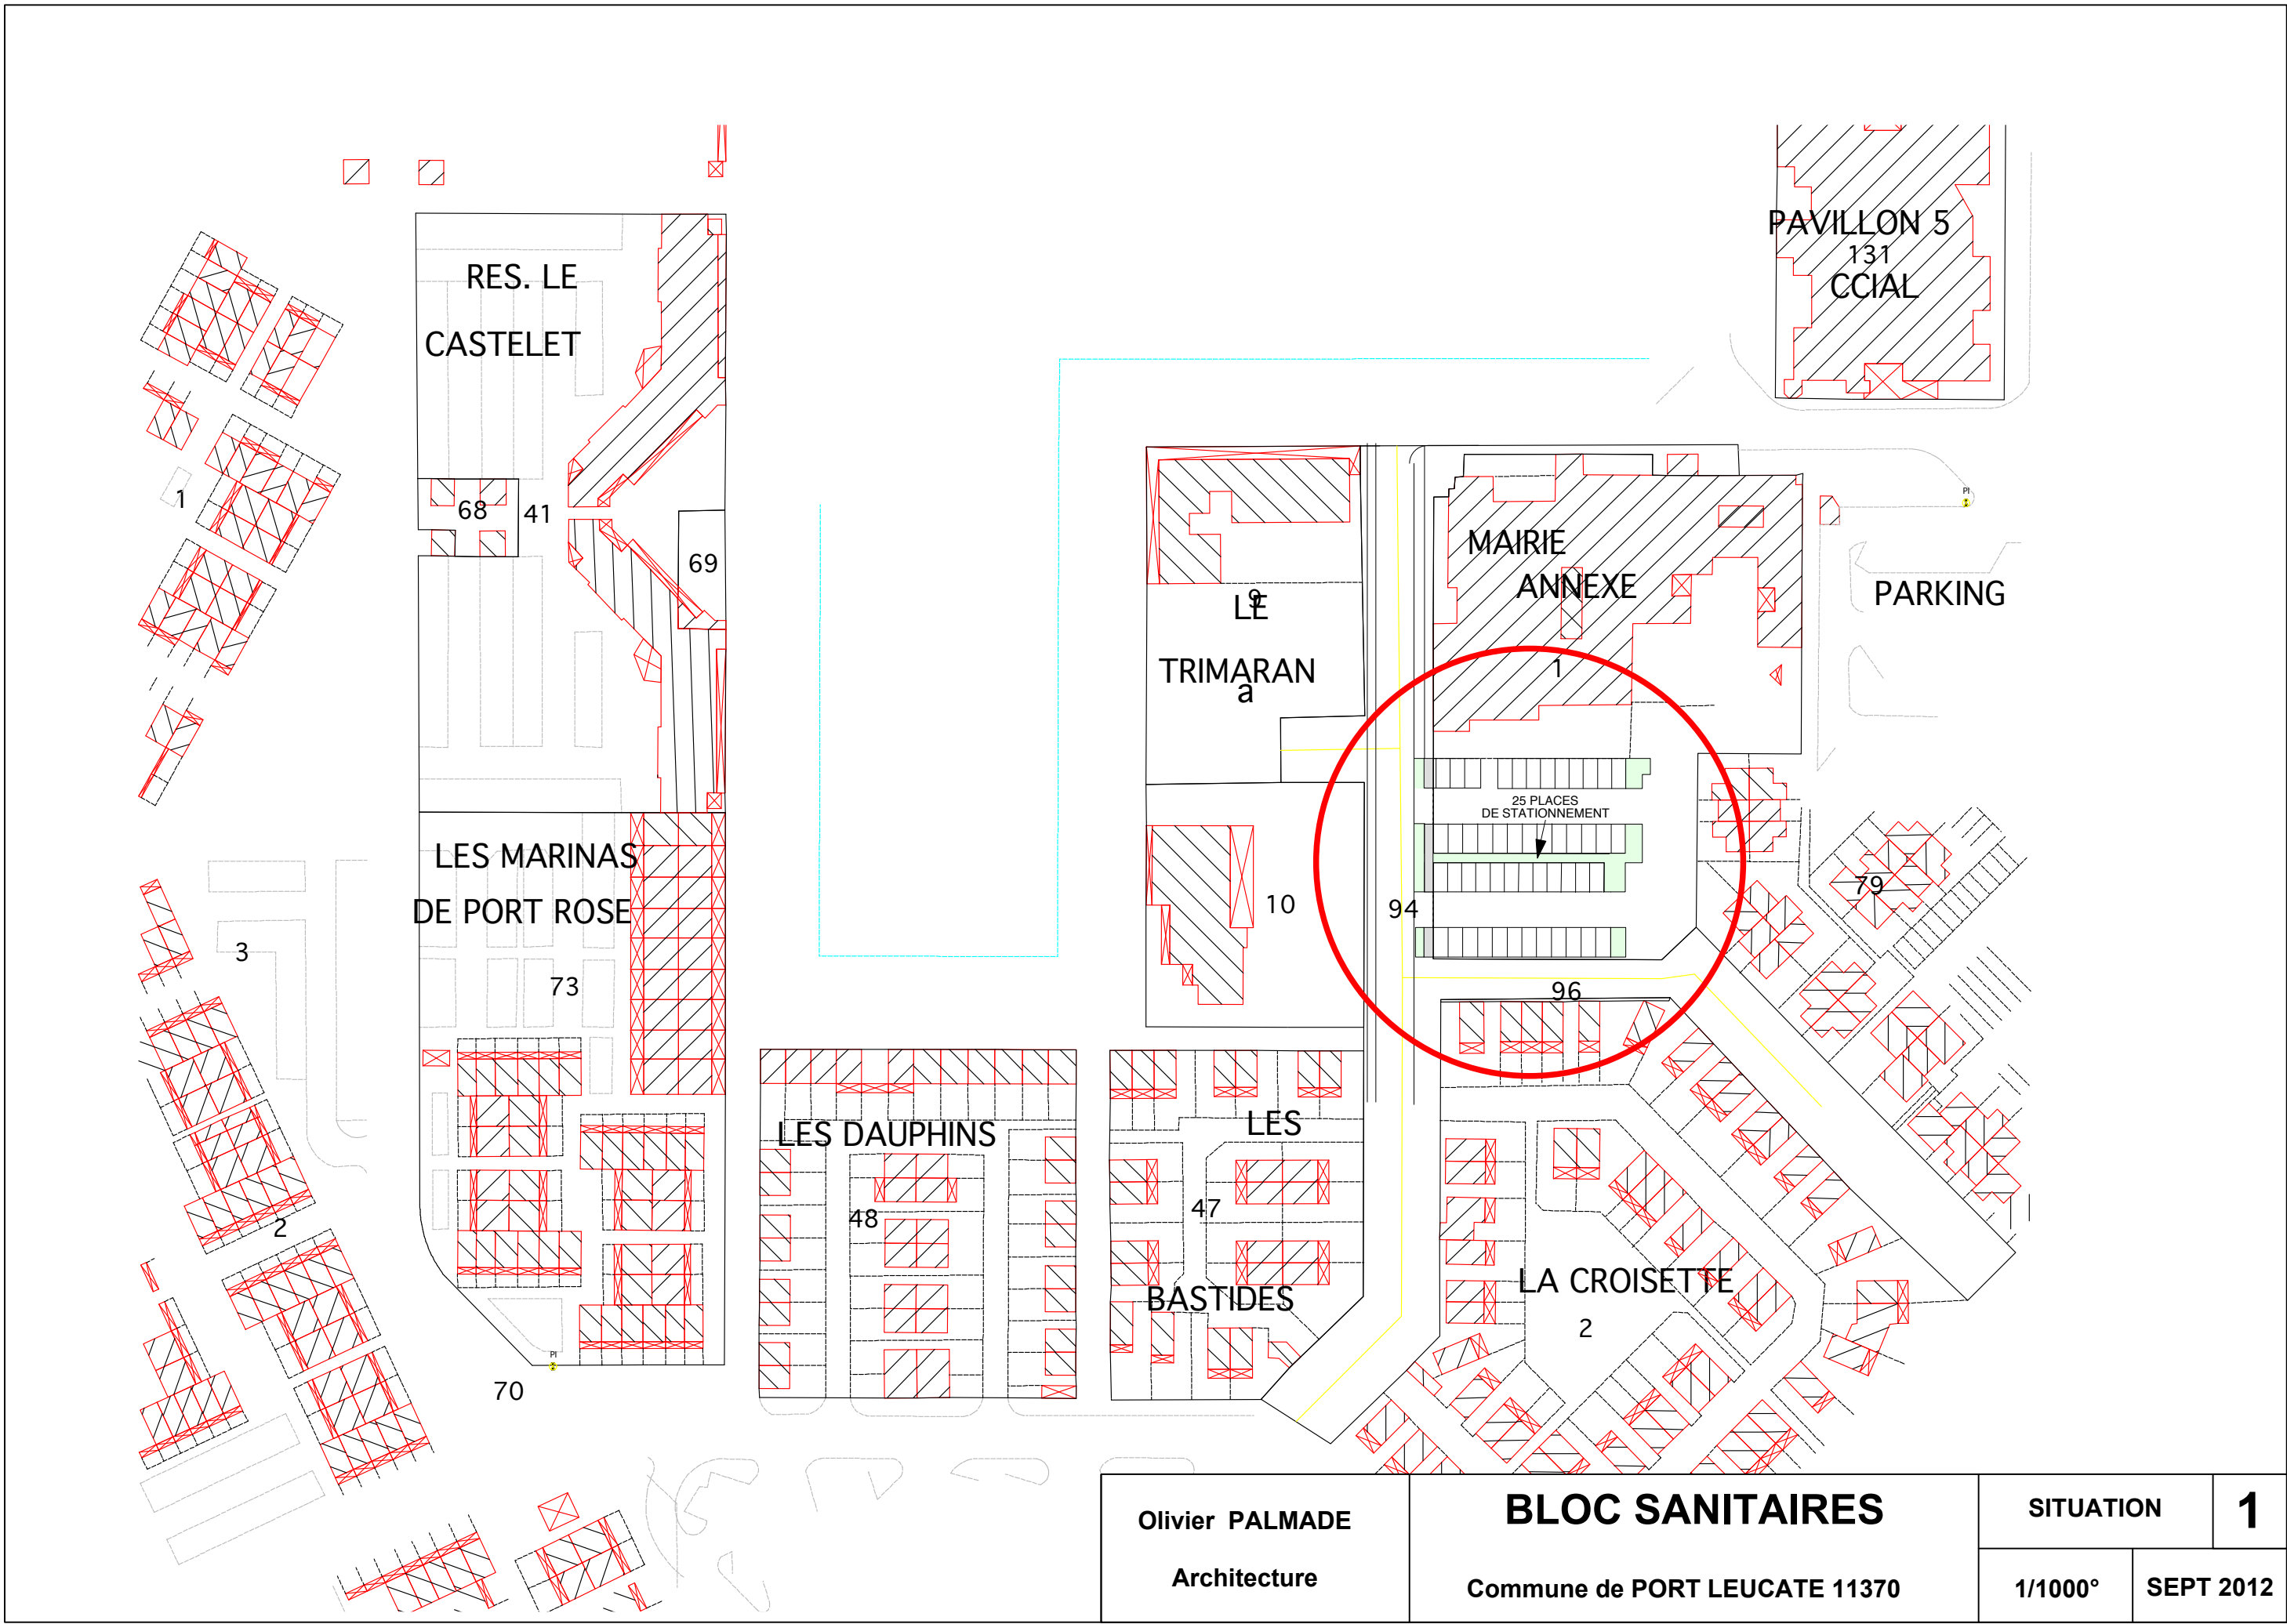 PAVILLON 5
131
CCIAL
RES. LE
CASTELET
1
68
41
69
PI
MAIRIE
ANNEXE
PARKING
9
LE
TRIMARAN
a
1
25 PLACES
DE STATIONNEMENT
LES MARINAS
DE PORT ROSE
79
10
94
3
73
96
LES DAUPHINS
LES
48
47
2
BASTIDES
LA CROISETTE
2
PI
70
Olivier PALMADE
Architecture
BLOC SANITAIRES
Commune de PORT LEUCATE 11370
SITUATION
1
1/1000°
SEPT 2012